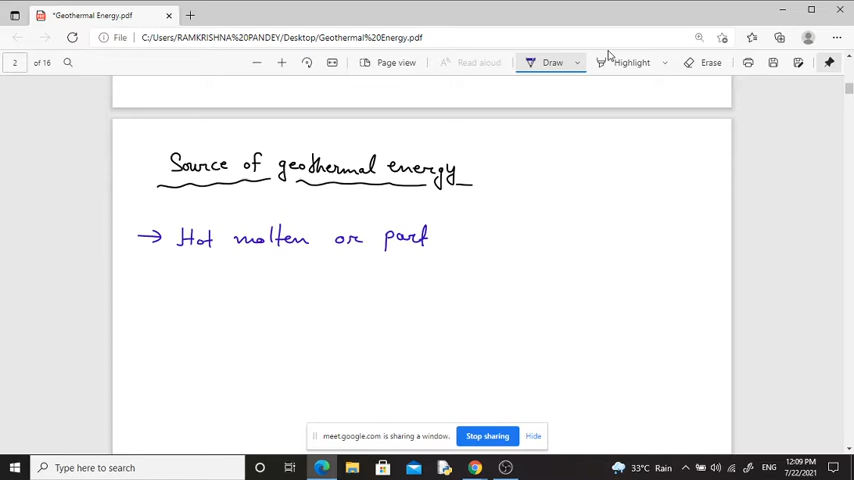 *Geothermal Energy.pdf
File C:/Users/RAMKRISHNA%20PANDEY/Desktop/Geothermal%20Energy.pdf
2 of 16 Page view Read aloud Draw Highlight Erase
Source of geothermal energy
→ Hot molten or part
meet.google.com is sharing a window. Stop sharing Hide
Type here to search 33°C Rain ENG 12:09 PM
7/22/2021